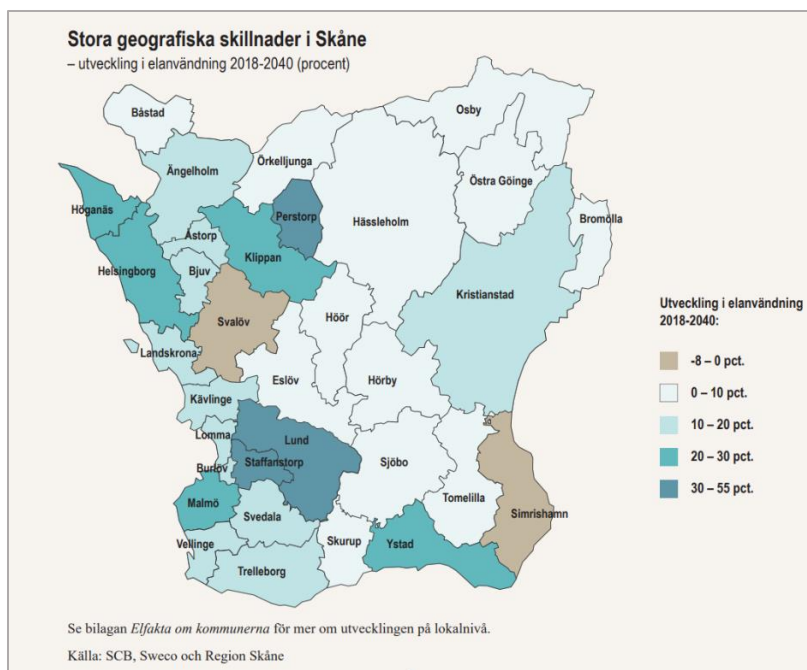 Stora geografiska skillnader i Skåne
– utveckling i elanvändning 2018-2040 (procent)
Båstad
Osby
Ängelholm
Örkelljunga
Östra Göinge
Höganäs
Perstorp
Hässleholm
Bromölla
Åstorp
Klippan
Helsingborg
Bjuv
Kristianstad
Svalöv
Höör
Landskrona
Eslöv
Hörby
Kävlinge
Lomma
Lund
Staffanstorp
Burlöv
Sjöbo
Malmö
Tomelilla
Svedala
Simrishamn
Vellinge
Skurup
Ystad
Trelleborg
Utveckling i elanvändning
2018-2040:
-8 – 0 pct.
0 – 10 pct.
10 – 20 pct.
20 – 30 pct.
30 – 55 pct.
Se bilagan Elfakta om kommunerna för mer om utvecklingen på lokalnivå.
Källa: SCB, Sweco och Region Skåne